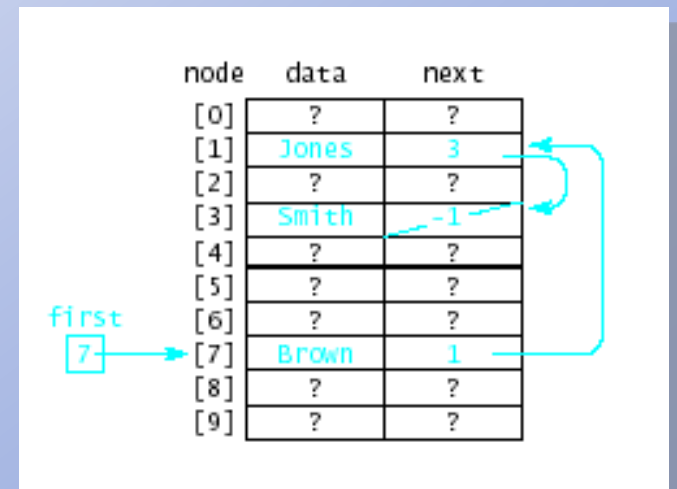 node data next
[0] ? ?
[1] Jones 3
[2] ? ?
[3] Smith -1
[4] ? ?
[5] ? ?
first [6] ? ?
7 [7] Brown 1
[8] ? ?
[9] ? ?